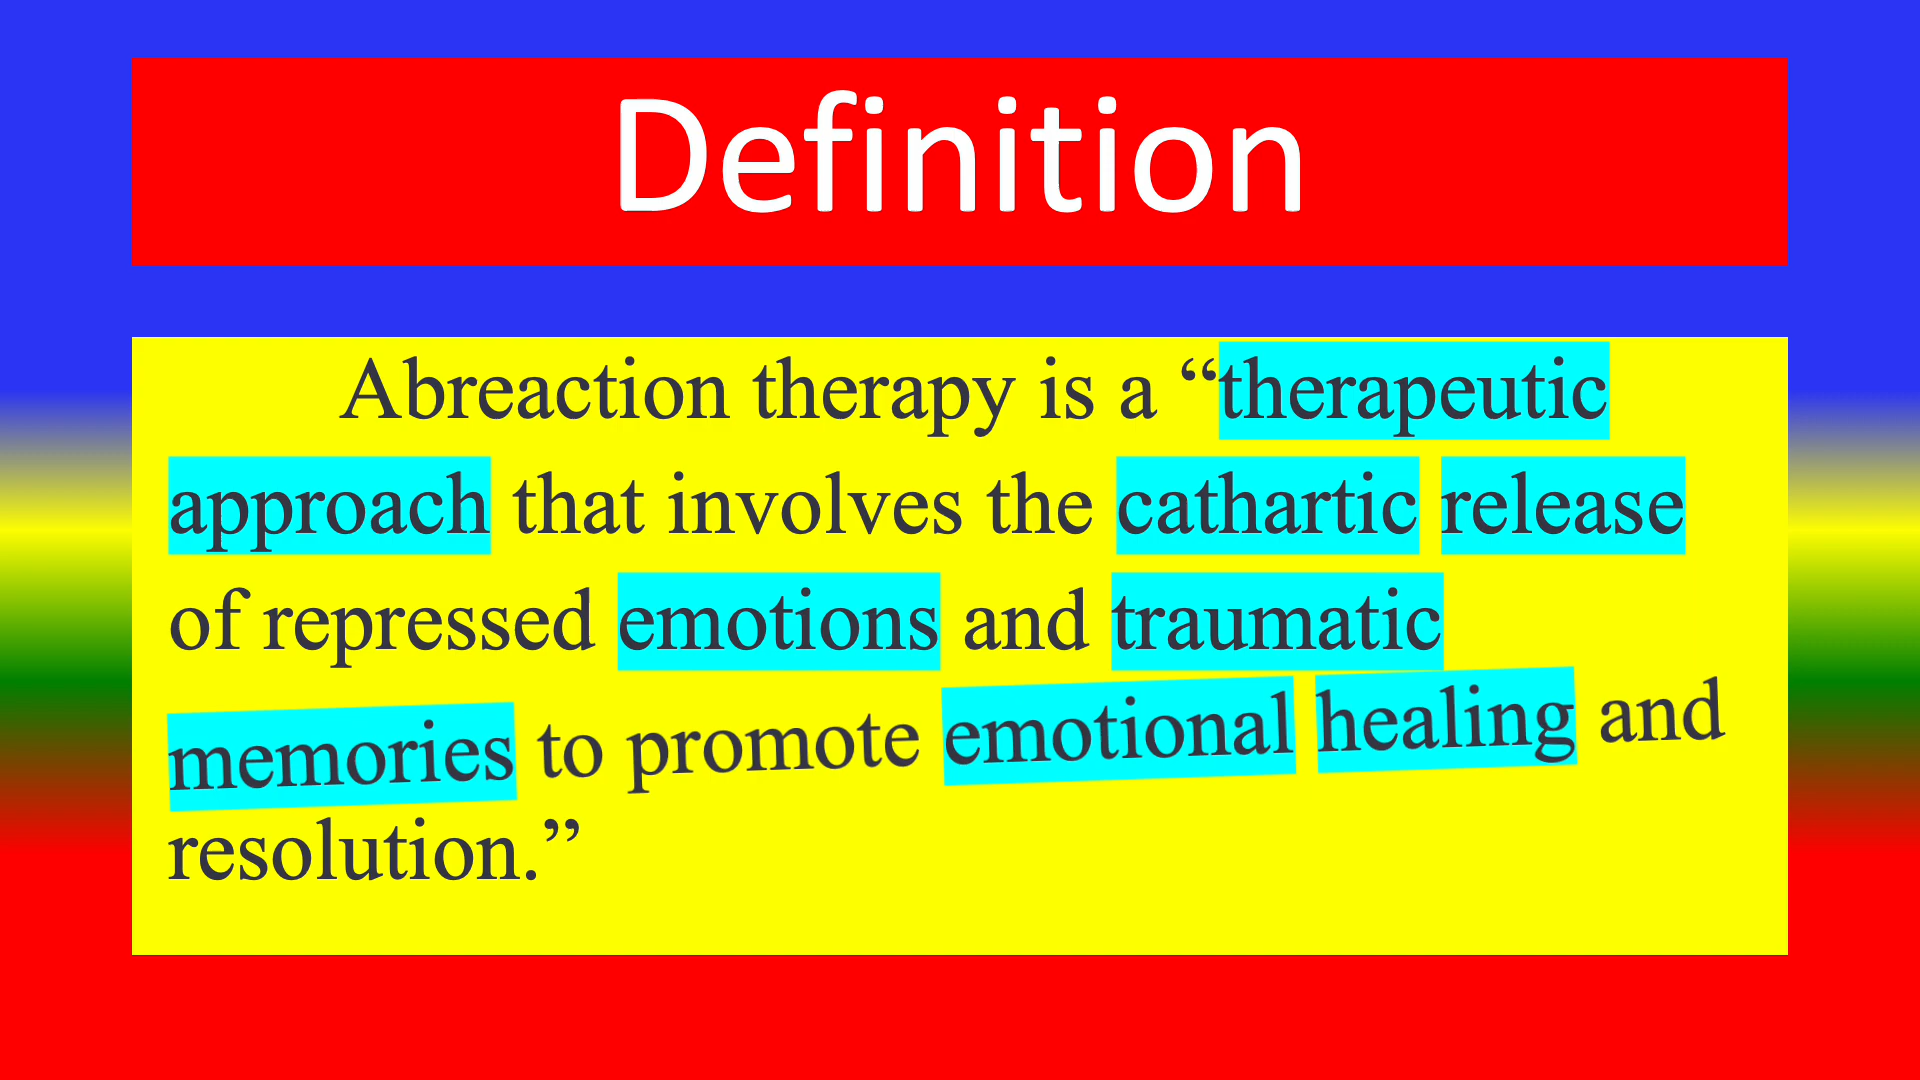 Definition
Abreaction therapy is a “therapeutic
approach that involves the cathartic release
of repressed emotions and traumatic
memories to promote emotional healing and
resolution.”